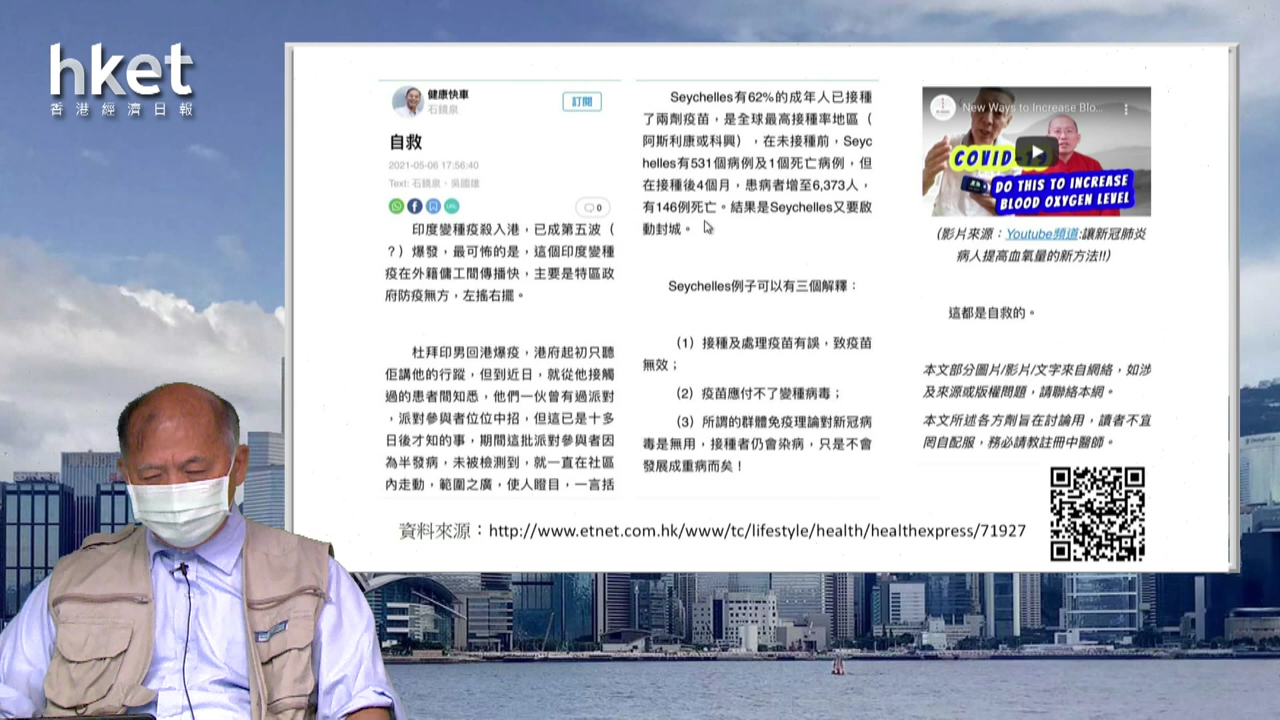 hket
香港經濟日報
健康快車
石鏡泉
訂閱
自救
2021-05-06 17:56:40
Text: 石鏡泉、吳國雄
0
印度變種疫殺入港，已成第五波（
？）爆發，最可怖的是，這個印度變種
疫在外籍傭工間傳播快，主要是特區政
府防疫無方，左搖右擺。
杜拜印男回港爆疫，港府起初只聽
佢講他的行蹤，但到近日，就從他接觸
過的患者間知悉，他們一伙曾有過派對
，派對參與者位位中招，但這已是十多
日後才知的事，期間這批派對參與者因
為半發病，未被檢測到，就一直在社區
內走動，範圍之廣，使人瞪目，一言括
Seychelles有62%的成年人已接種
了兩劑疫苗，是全球最高接種率地區（
阿斯利康或科興），在未接種前，Seyc
helles有531個病例及1個死亡病例，但
在接種後4個月，患病者增至6,373人，
有146例死亡。結果是Seychelles又要啟
動封城。
Seychelles例子可以有三個解釋：
（1）接種及處理疫苗有誤，致疫苗
無效；
（2）疫苗應付不了變種病毒；
（3）所謂的群體免疫理論對新冠病
毒是無用，接種者仍會染病，只是不會
發展成重病而矣！
New Ways to Increase Blo...
COVID-19
DO THIS TO INCREASE
BLOOD OXYGEN LEVEL
（影片來源：Youtube頻道:讓新冠肺炎
病人提高血氧量的新方法!!）
這都是自救的。
本文部分圖片/影片/文字來自網絡，如涉
及來源或版權問題，請聯絡本網。
本文所述各方劑旨在討論用，讀者不宜
罔自配服，務必請教註冊中醫師。
資料來源：http://www.etnet.com.hk/www/tc/lifestyle/health/healthexpress/71927